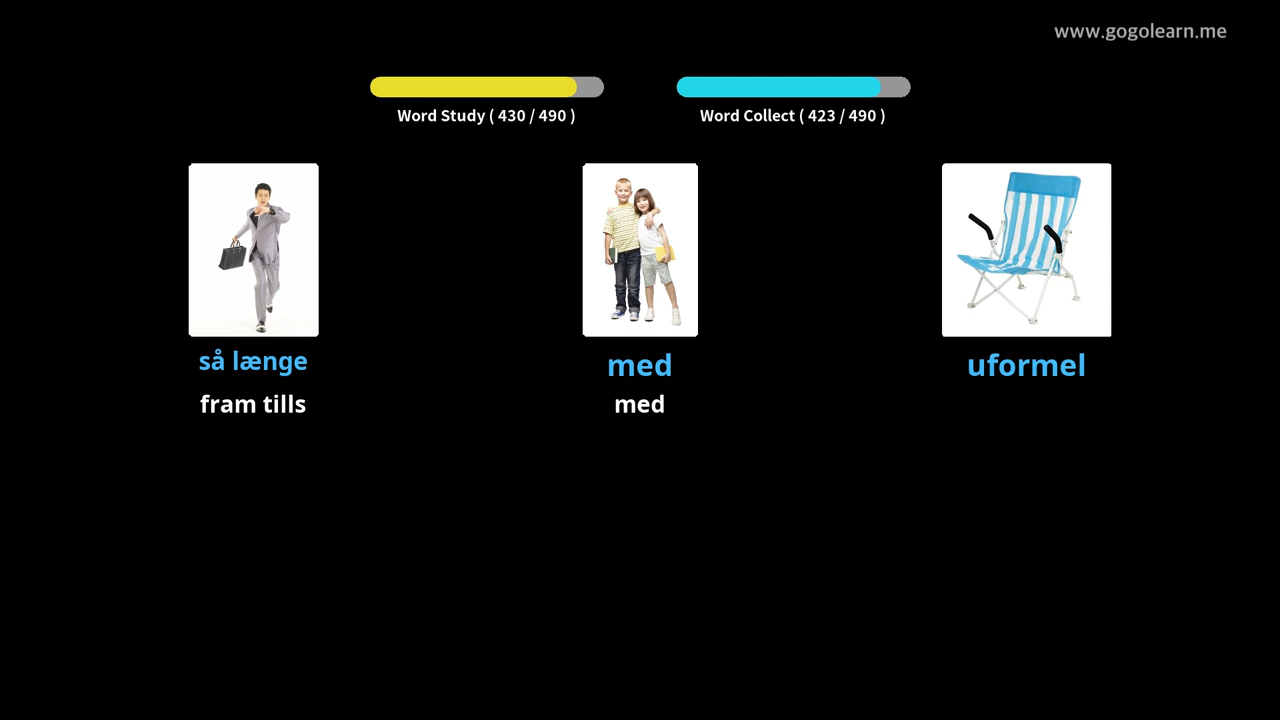 www.gogolearn.me
Word Study ( 430 / 490 )
Word Collect ( 423 / 490 )
så længe
fram tills
med
med
uformel